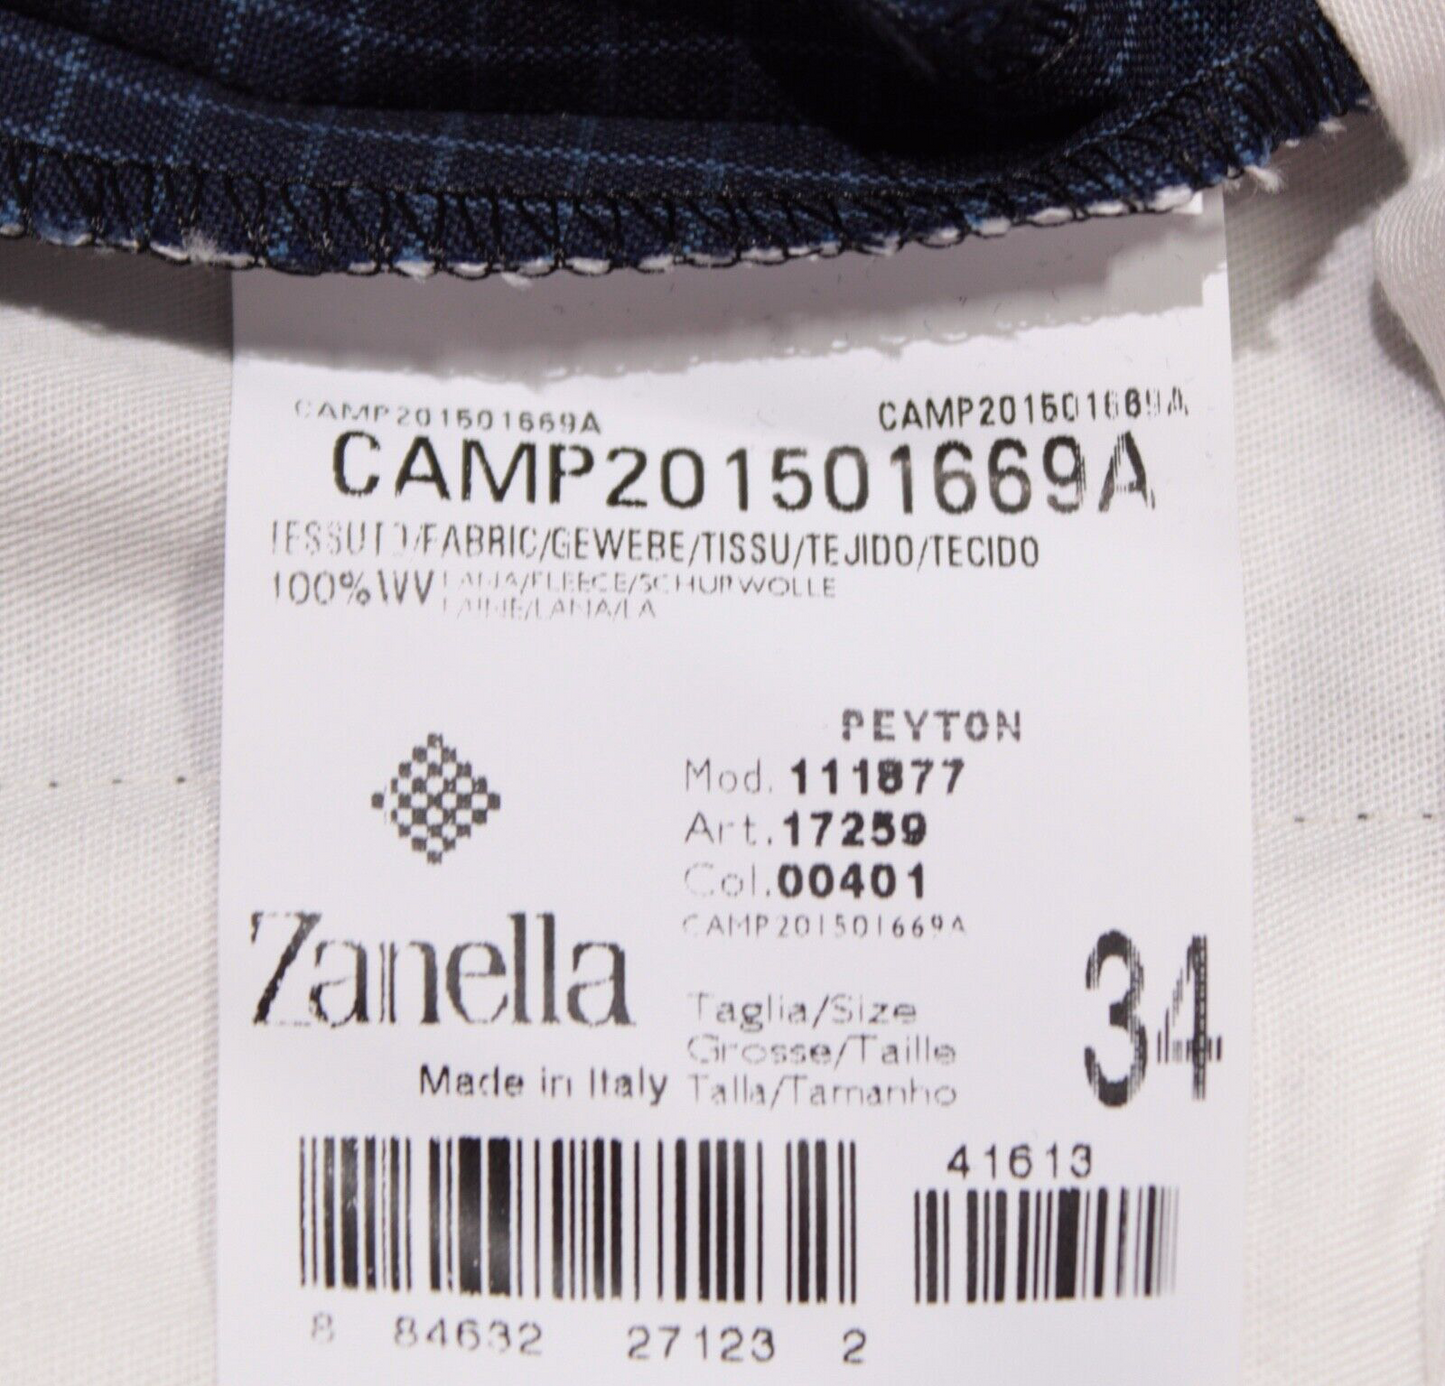 CAMP201501669A CAMP201501669A
CAMP201501669A
TESSUTO/FABRIC/GEWEBE/TISSU/TEJIDO/TECIDO
100%WV LANA/FLEECE/SCHURWOLLE
LAINE/LANA/LA
PEYTON
Mod. 111877
Art. 17259
Col. 00401
CAMP201501669A
Zanella
Made in Italy
Taglia/Size
Grosse/Taille
Talla/Tamanho
34
41613
8 84632 27123 2